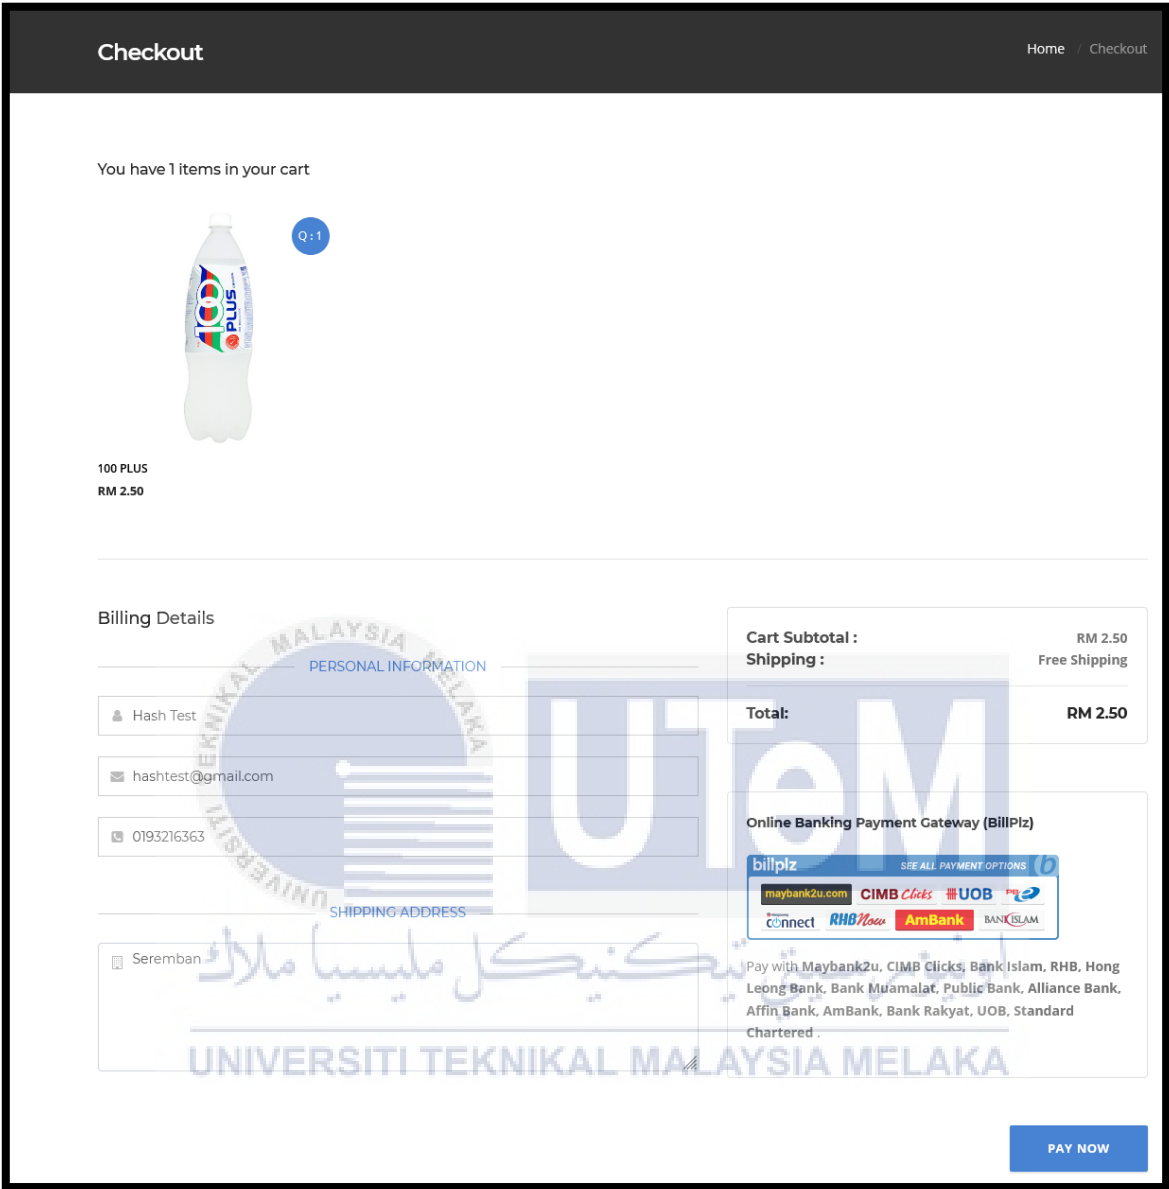 Checkout
Home / Checkout
You have 1 items in your cart
Q : 1
100
PLUS
100 PLUS
RM 2.50
Billing Details
PERSONAL INFORMATION
Hash Test
hashtest@gmail.com
0193216363
SHIPPING ADDRESS
Seremban
Cart Subtotal : RM 2.50
Shipping : Free Shipping
Total: RM 2.50
Online Banking Payment Gateway (BillPlz)
billplz SEE ALL PAYMENT OPTIONS b
maybank2u.com CIMB Clicks UOB PB e
connect RHB Now AmBank BANK ISLAM
Pay with Maybank2u, CIMB Clicks, Bank Islam, RHB, Hong
Leong Bank, Bank Muamalat, Public Bank, Alliance Bank,
Affin Bank, AmBank, Bank Rakyat, UOB, Standard
Chartered .
PAY NOW
UNIVERSITI TEKNIKAL MALAYSIA MELAKA
UTeM
اونيۏرسيتي تيكنيكل مليسيا ملاك
UNIVERSITI TEKNIKAL MALAYSIA MELAKA